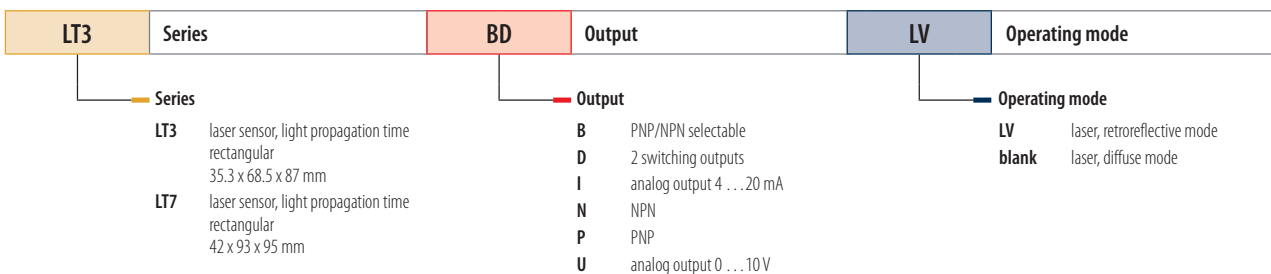 LT3 Series BD Output LV Operating mode
Series
LT3 laser sensor, light propagation time
rectangular
35.3 x 68.5 x 87 mm
LT7 laser sensor, light propagation time
rectangular
42 x 93 x 95 mm
Output
B PNP/NPN selectable
D 2 switching outputs
I analog output 4 …20 mA
N NPN
P PNP
U analog output 0 …10 V
Operating mode
LV laser, retroreflective mode
blank laser, diffuse mode